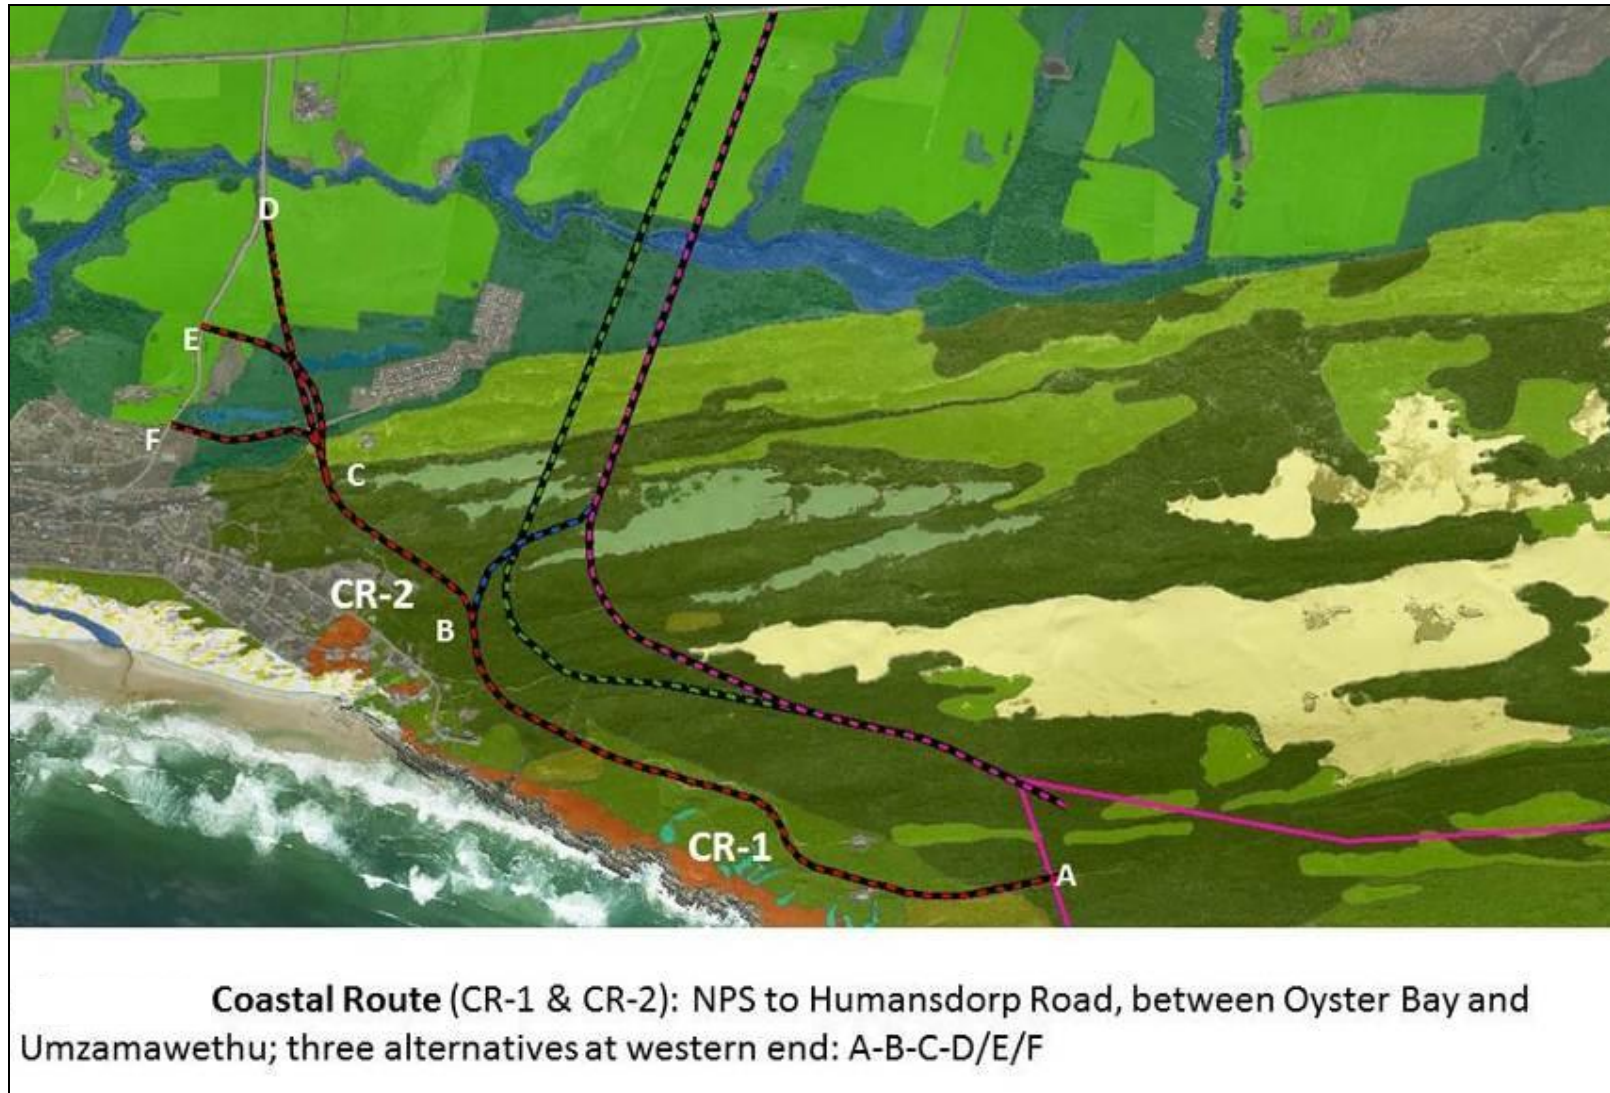 D
E
F
C
CR-2
B
CR-1
A
Coastal Route (CR-1 & CR-2): NPS to Humansdorp Road, between Oyster Bay and
Umzamawethu; three alternatives at western end: A-B-C-D/E/F